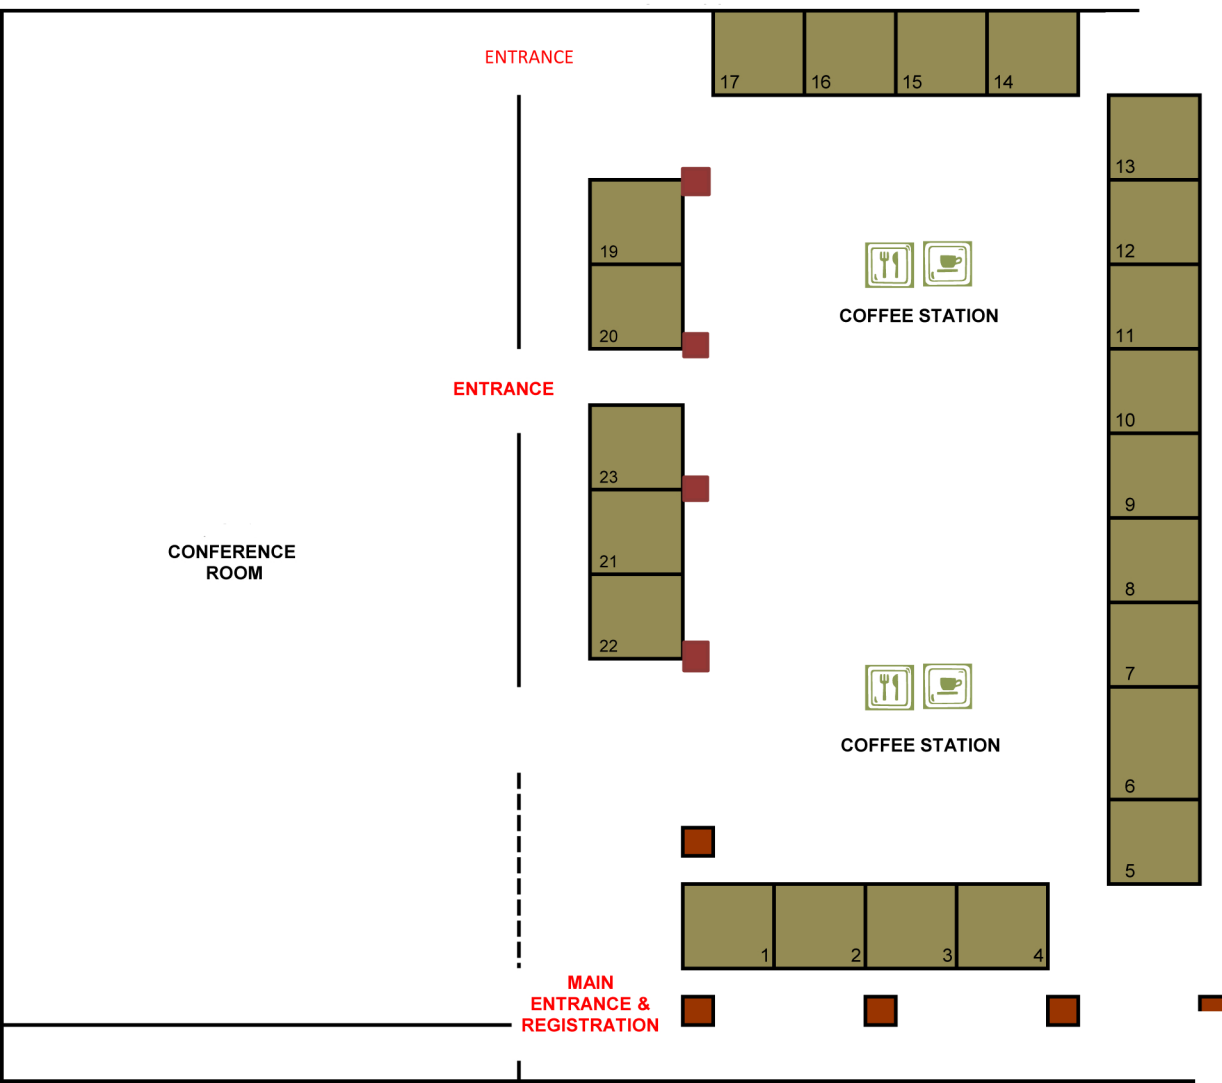 ENTRANCE
17 16 15 14
13
19
12
20
11
COFFEE STATION
ENTRANCE
10
23
9
CONFERENCE
ROOM
21
8
22
7
COFFEE STATION
6
5
1 2 3 4
MAIN
ENTRANCE &
REGISTRATION